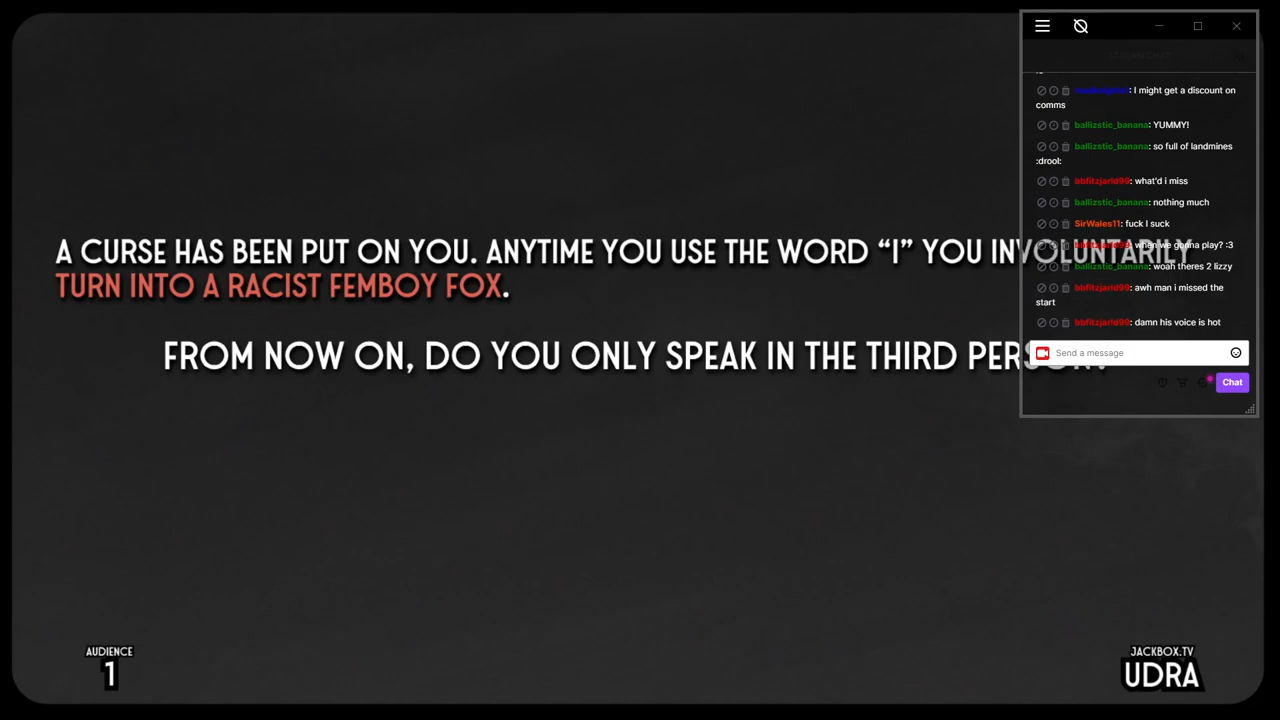 A CURSE HAS BEEN PUT ON YOU. ANYTIME YOU USE THE WORD “I” YOU INVOLUNTARILY
TURN INTO A RACIST FEMBOY FOX.
FROM NOW ON, DO YOU ONLY SPEAK IN THE THIRD PERSON?
AUDIENCE
1
JACKBOX.TV
UDRA
: I might get a discount on
comms
ballizstic_banana: YUMMY!
ballizstic_banana: so full of landmines
:drool:
bbfitzjarld99: what'd i miss
ballizstic_banana: nothing much
SirWales11: fuck I suck
bbfitzjarld99: when we gonna play? :3
ballizstic_banana: woah theres 2 lizzy
bbfitzjarld99: awh man i missed the
start
bbfitzjarld99: damn his voice is hot
Send a message
Chat